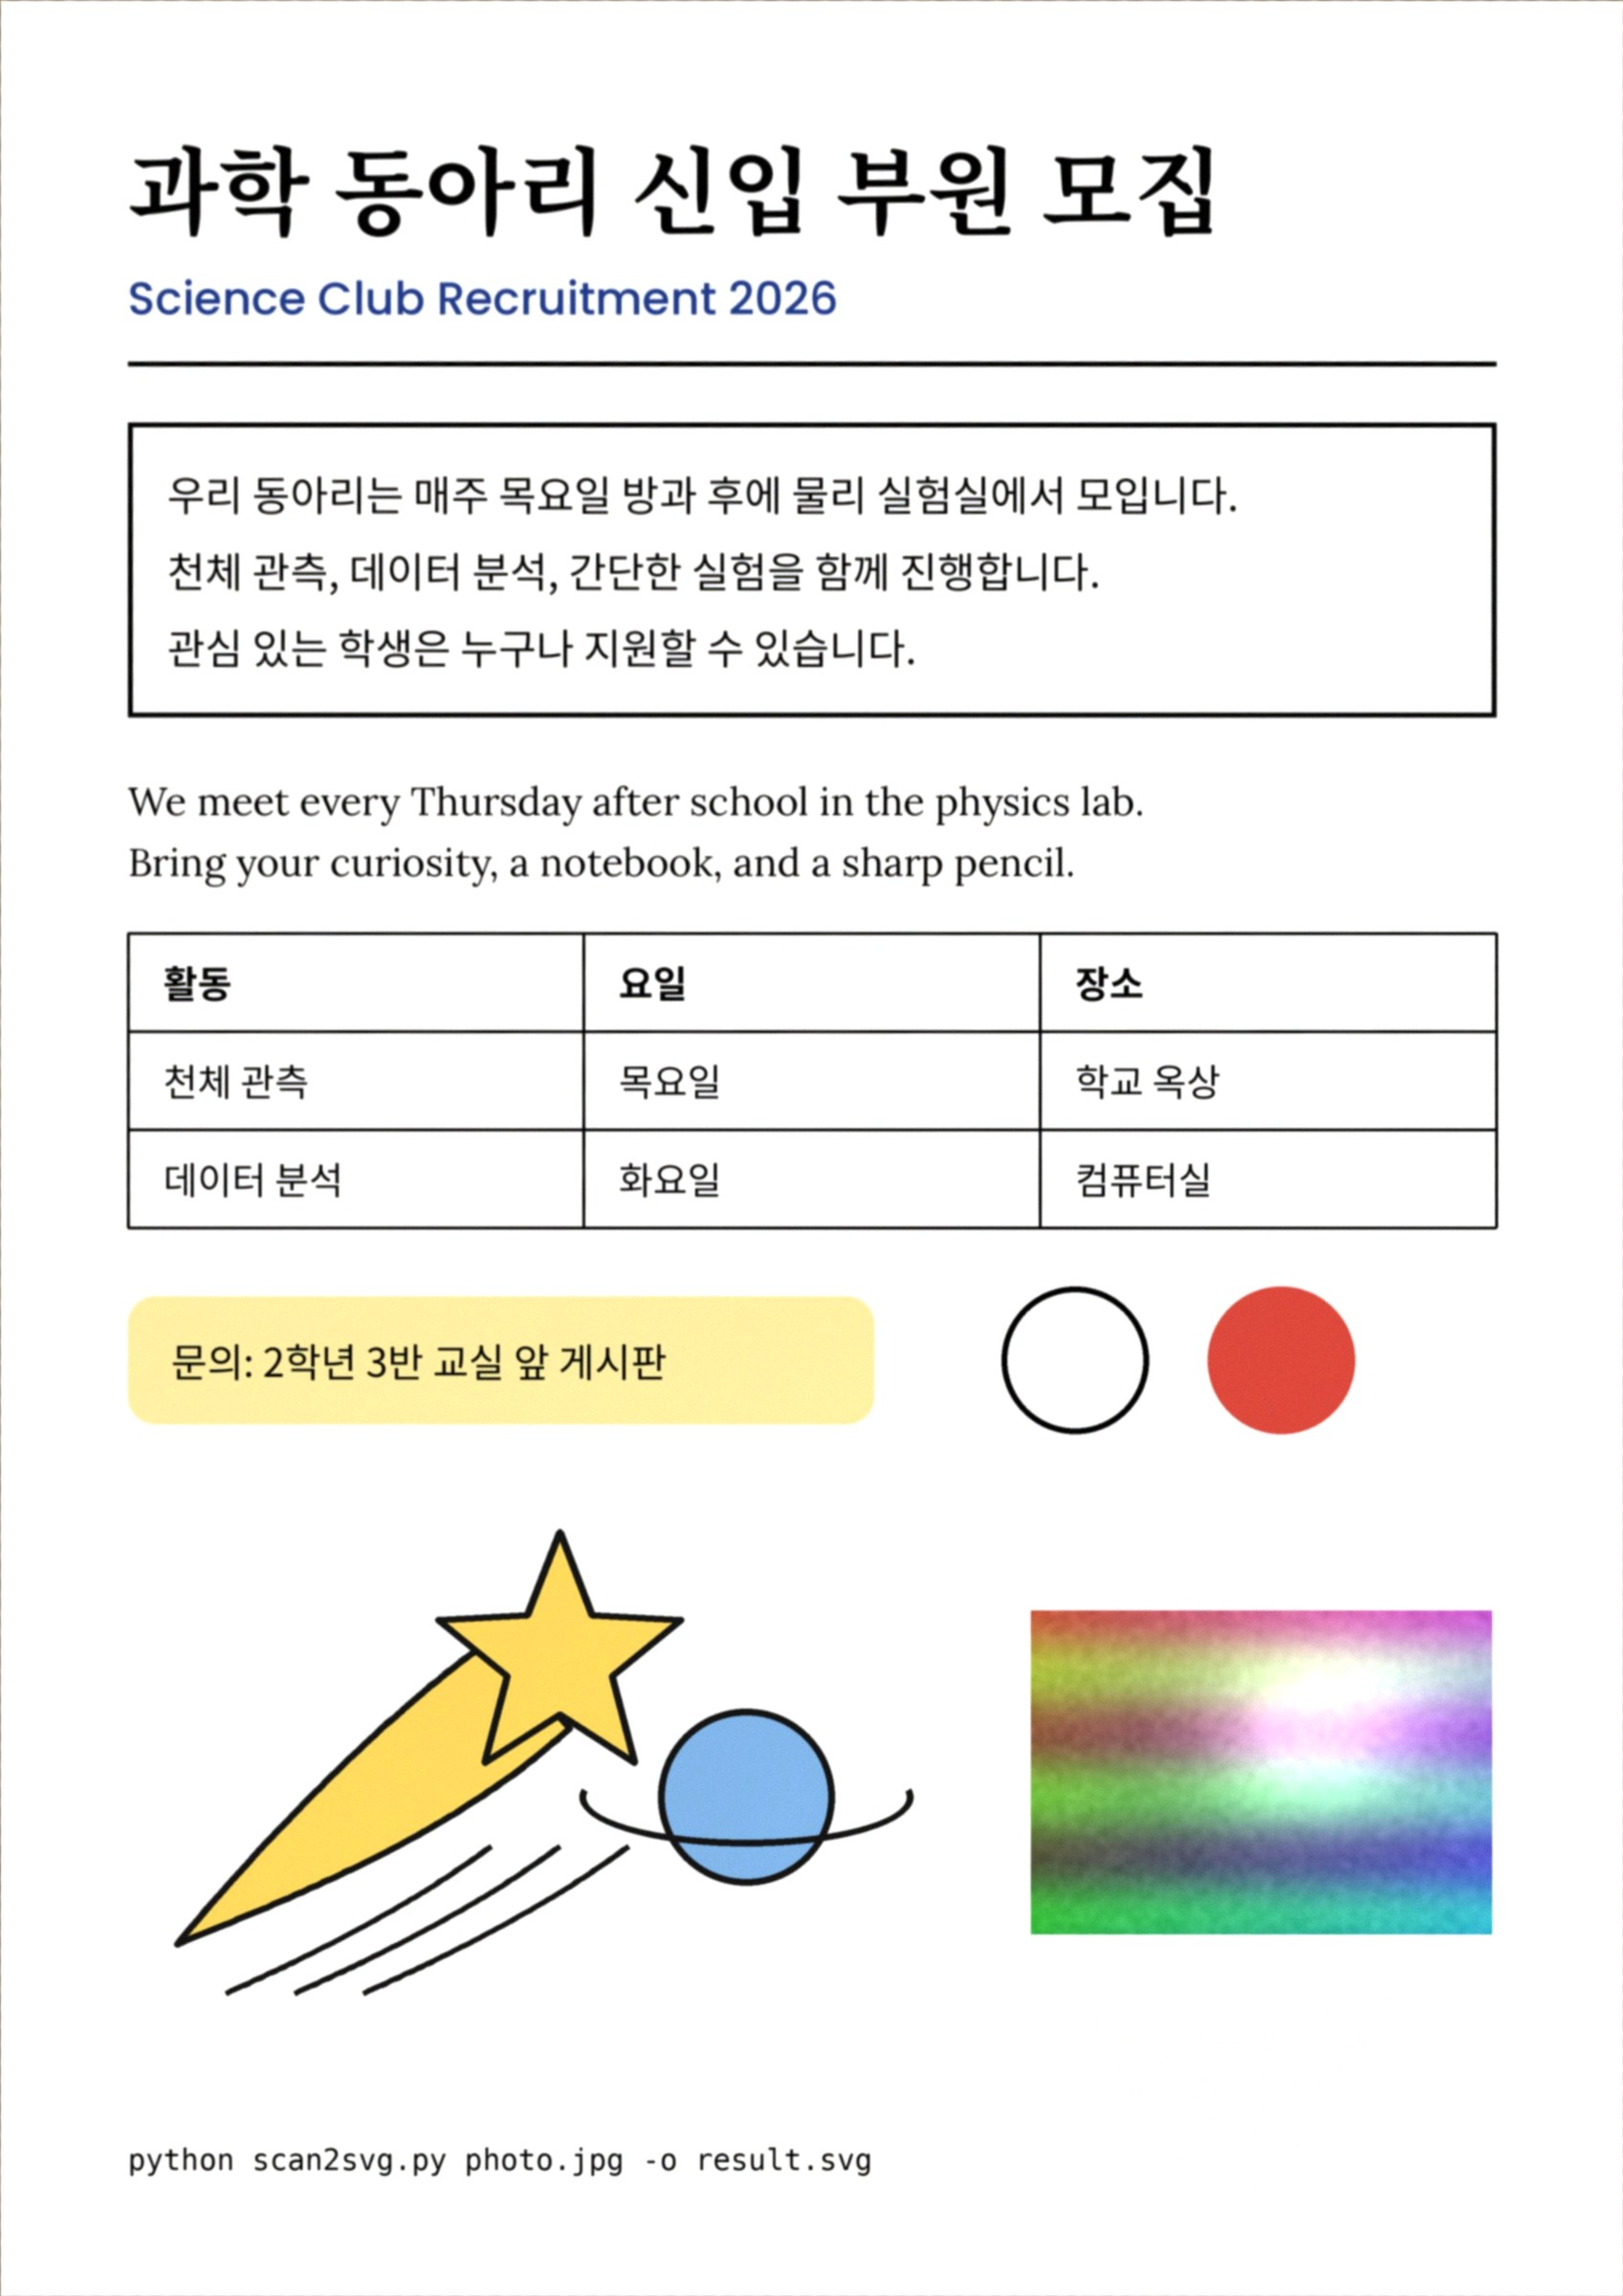 과학 동아리 신입 부원 모집
Science Club Recruitment 2026
우리 동아리는 매주 목요일 방과 후에 물리 실험실에서 모입니다.
천체 관측, 데이터 분석, 간단한 실험을 함께 진행합니다.
관심 있는 학생은 누구나 지원할 수 있습니다.
We meet every Thursday after school in the physics lab.
Bring your curiosity, a notebook, and a sharp pencil.
활동 요일 장소
천체 관측 목요일 학교 옥상
데이터 분석 화요일 컴퓨터실
문의: 2학년 3반 교실 앞 게시판
python scan2svg.py photo.jpg -o result.svg